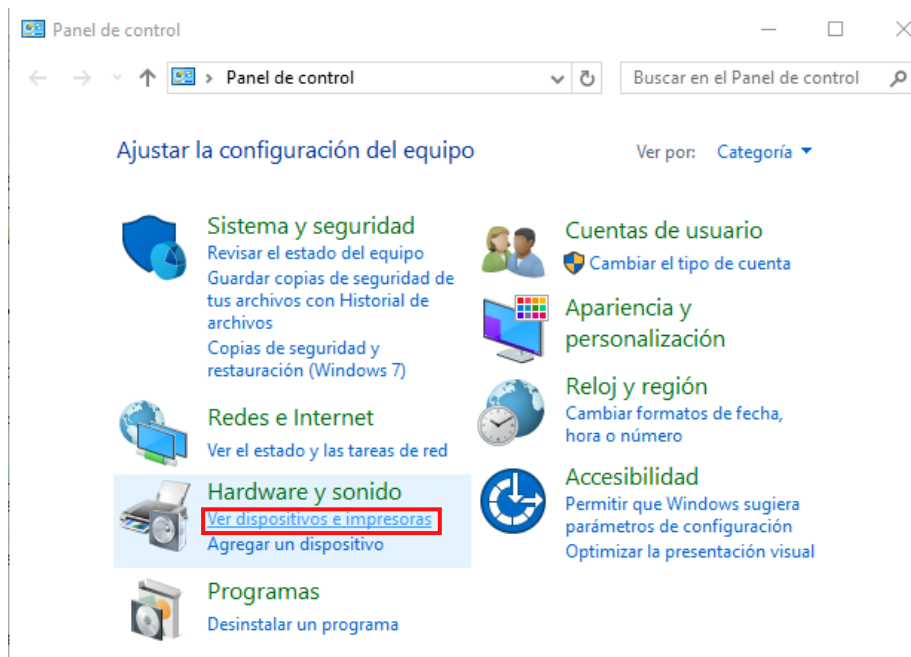 Panel de control
Panel de control
Buscar en el Panel de control
Ajustar la configuración del equipo
Ver por: Categoría
Sistema y seguridad
Revisar el estado del equipo
Guardar copias de seguridad de
tus archivos con Historial de
archivos
Copias de seguridad y
restauración (Windows 7)
Redes e Internet
Ver el estado y las tareas de red
Hardware y sonido
Ver dispositivos e impresoras
Agregar un dispositivo
Programas
Desinstalar un programa
Cuentas de usuario
Cambiar el tipo de cuenta
Apariencia y
personalización
Reloj y región
Cambiar formatos de fecha,
hora o número
Accesibilidad
Permitir que Windows sugiera
parámetros de configuración
Optimizar la presentación visual